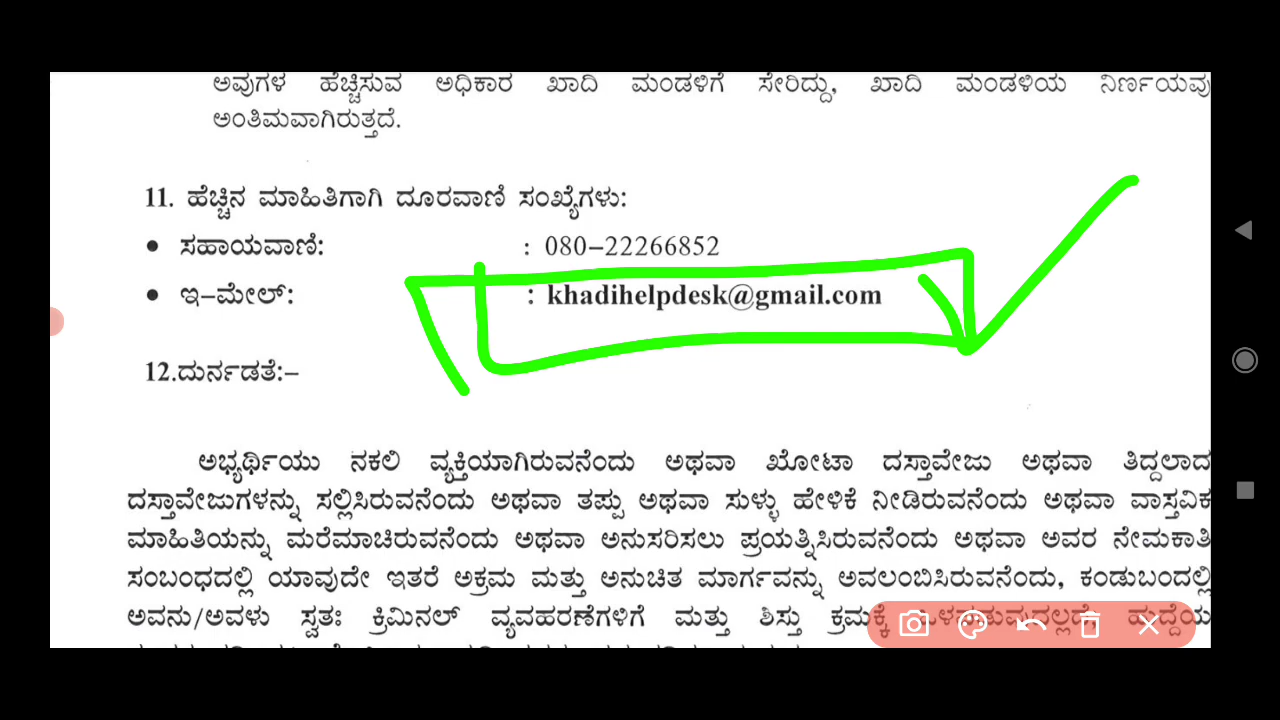 ಅವುಗಳ ಹೆಚ್ಚಿಸುವ ಅಧಿಕಾರ ಖಾದಿ ಮಂಡಳಿಗೆ ಸೇರಿದ್ದು, ಖಾದಿ ಮಂಡಳಿಯ ನಿರ್ಣಯವು
ಅಂತಿಮವಾಗಿರುತ್ತದೆ.
11. ಹೆಚ್ಚಿನ ಮಾಹಿತಿಗಾಗಿ ದೂರವಾಣಿ ಸಂಖ್ಯೆಗಳು:
• ಸಹಾಯವಾಣಿ: : 080–22266852
• ಇ–ಮೇಲ್: : khadihelpdesk@gmail.com
12.ದುರ್ನಡತೆ:–
ಅಭ್ಯರ್ಥಿಯು ನಕಲಿ ವ್ಯಕ್ತಿಯಾಗಿರುವನೆಂದು ಅಥವಾ ಖೋಟಾ ದಸ್ತಾವೇಜು ಅಥವಾ ತಿದ್ದಲಾದ
ದಸ್ತಾವೇಜುಗಳನ್ನು ಸಲ್ಲಿಸಿರುವನೆಂದು ಅಥವಾ ತಪ್ಪು ಅಥವಾ ಸುಳ್ಳು ಹೇಳಿಕೆ ನೀಡಿರುವನೆಂದು ಅಥವಾ ವಾಸ್ತವಿಕ
ಮಾಹಿತಿಯನ್ನು ಮರೆಮಾಚಿರುವನೆಂದು ಅಥವಾ ಅನುಸರಿಸಲು ಪ್ರಯತ್ನಿಸಿರುವನೆಂದು ಅಥವಾ ಅವರ ನೇಮಕಾತಿ
ಸಂಬಂಧದಲ್ಲಿ ಯಾವುದೇ ಇತರೆ ಅಕ್ರಮ ಮತ್ತು ಅನುಚಿತ ಮಾರ್ಗವನ್ನು ಅವಲಂಬಿಸಿರುವನೆಂದು, ಕಂಡುಬಂದಲ್ಲಿ
ಅವನು/ಅವಳು ಸ್ವತಃ ಕ್ರಿಮಿನಲ್ ವ್ಯವಹರಣೆಗಳಿಗೆ ಮತ್ತು ಶಿಸ್ತು ಕ್ರಮಕ್ಕೆ ಹುದ್ದೆಯ